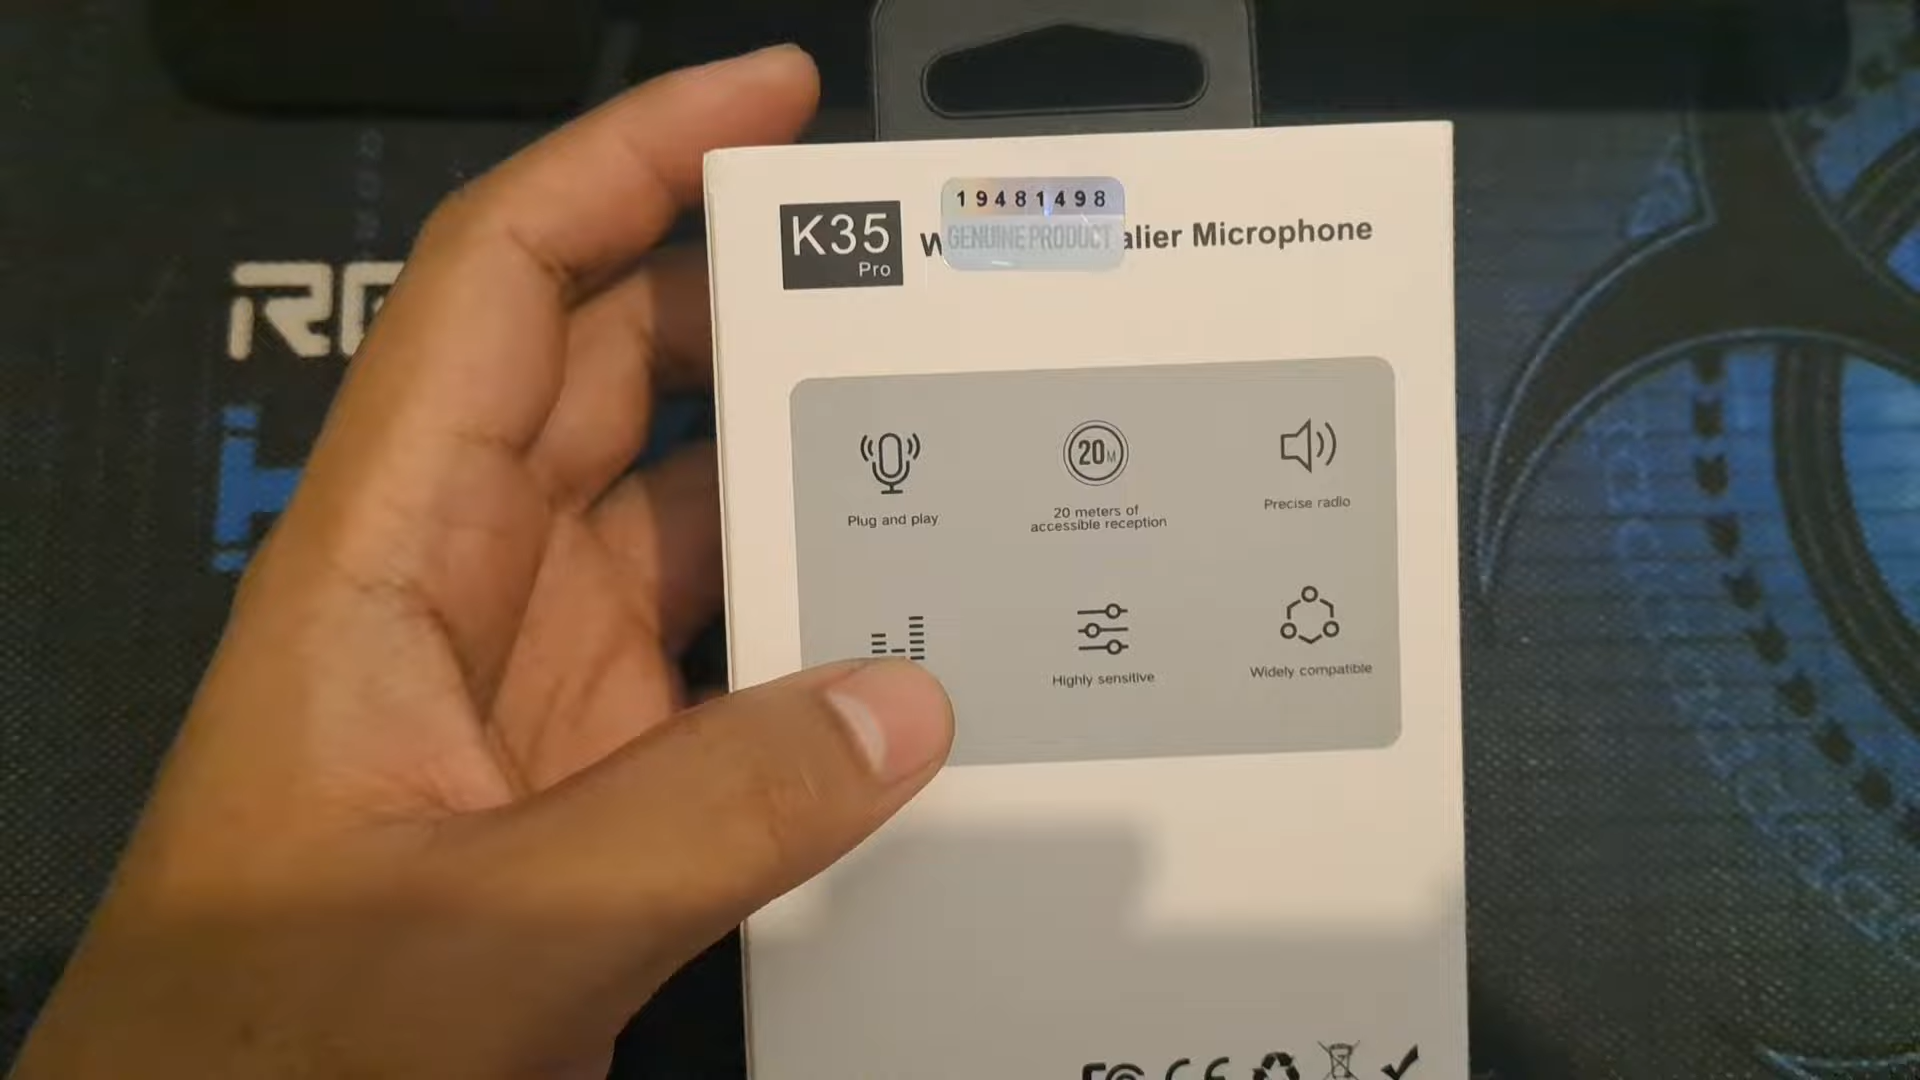 19481498
GENUINE PRODUCT
K35
Pro
Microphone
Plug and play
20M
20 meters of
accessible reception
Precise radio
Highly sensitive
Widely compatible